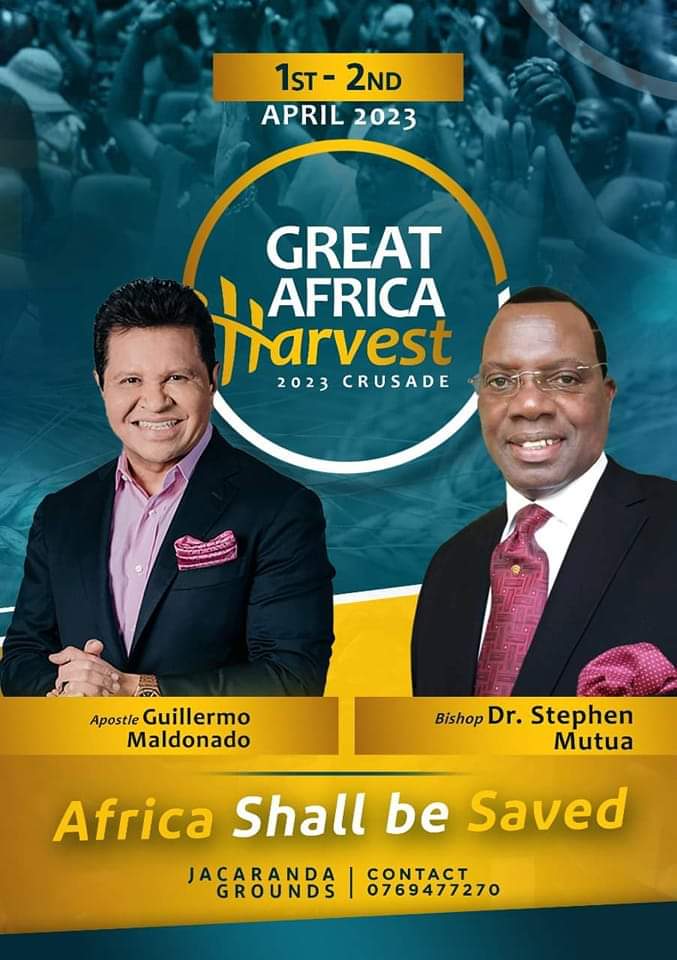 1ST - 2ND
APRIL 2023
GREAT
AFRICA
Harvest
2023 CRUSADE
Apostle Guillermo
Maldonado
Bishop Dr. Stephen
Mutua
Africa Shall be Saved
JACARANDA
GROUNDS
CONTACT
0769477270